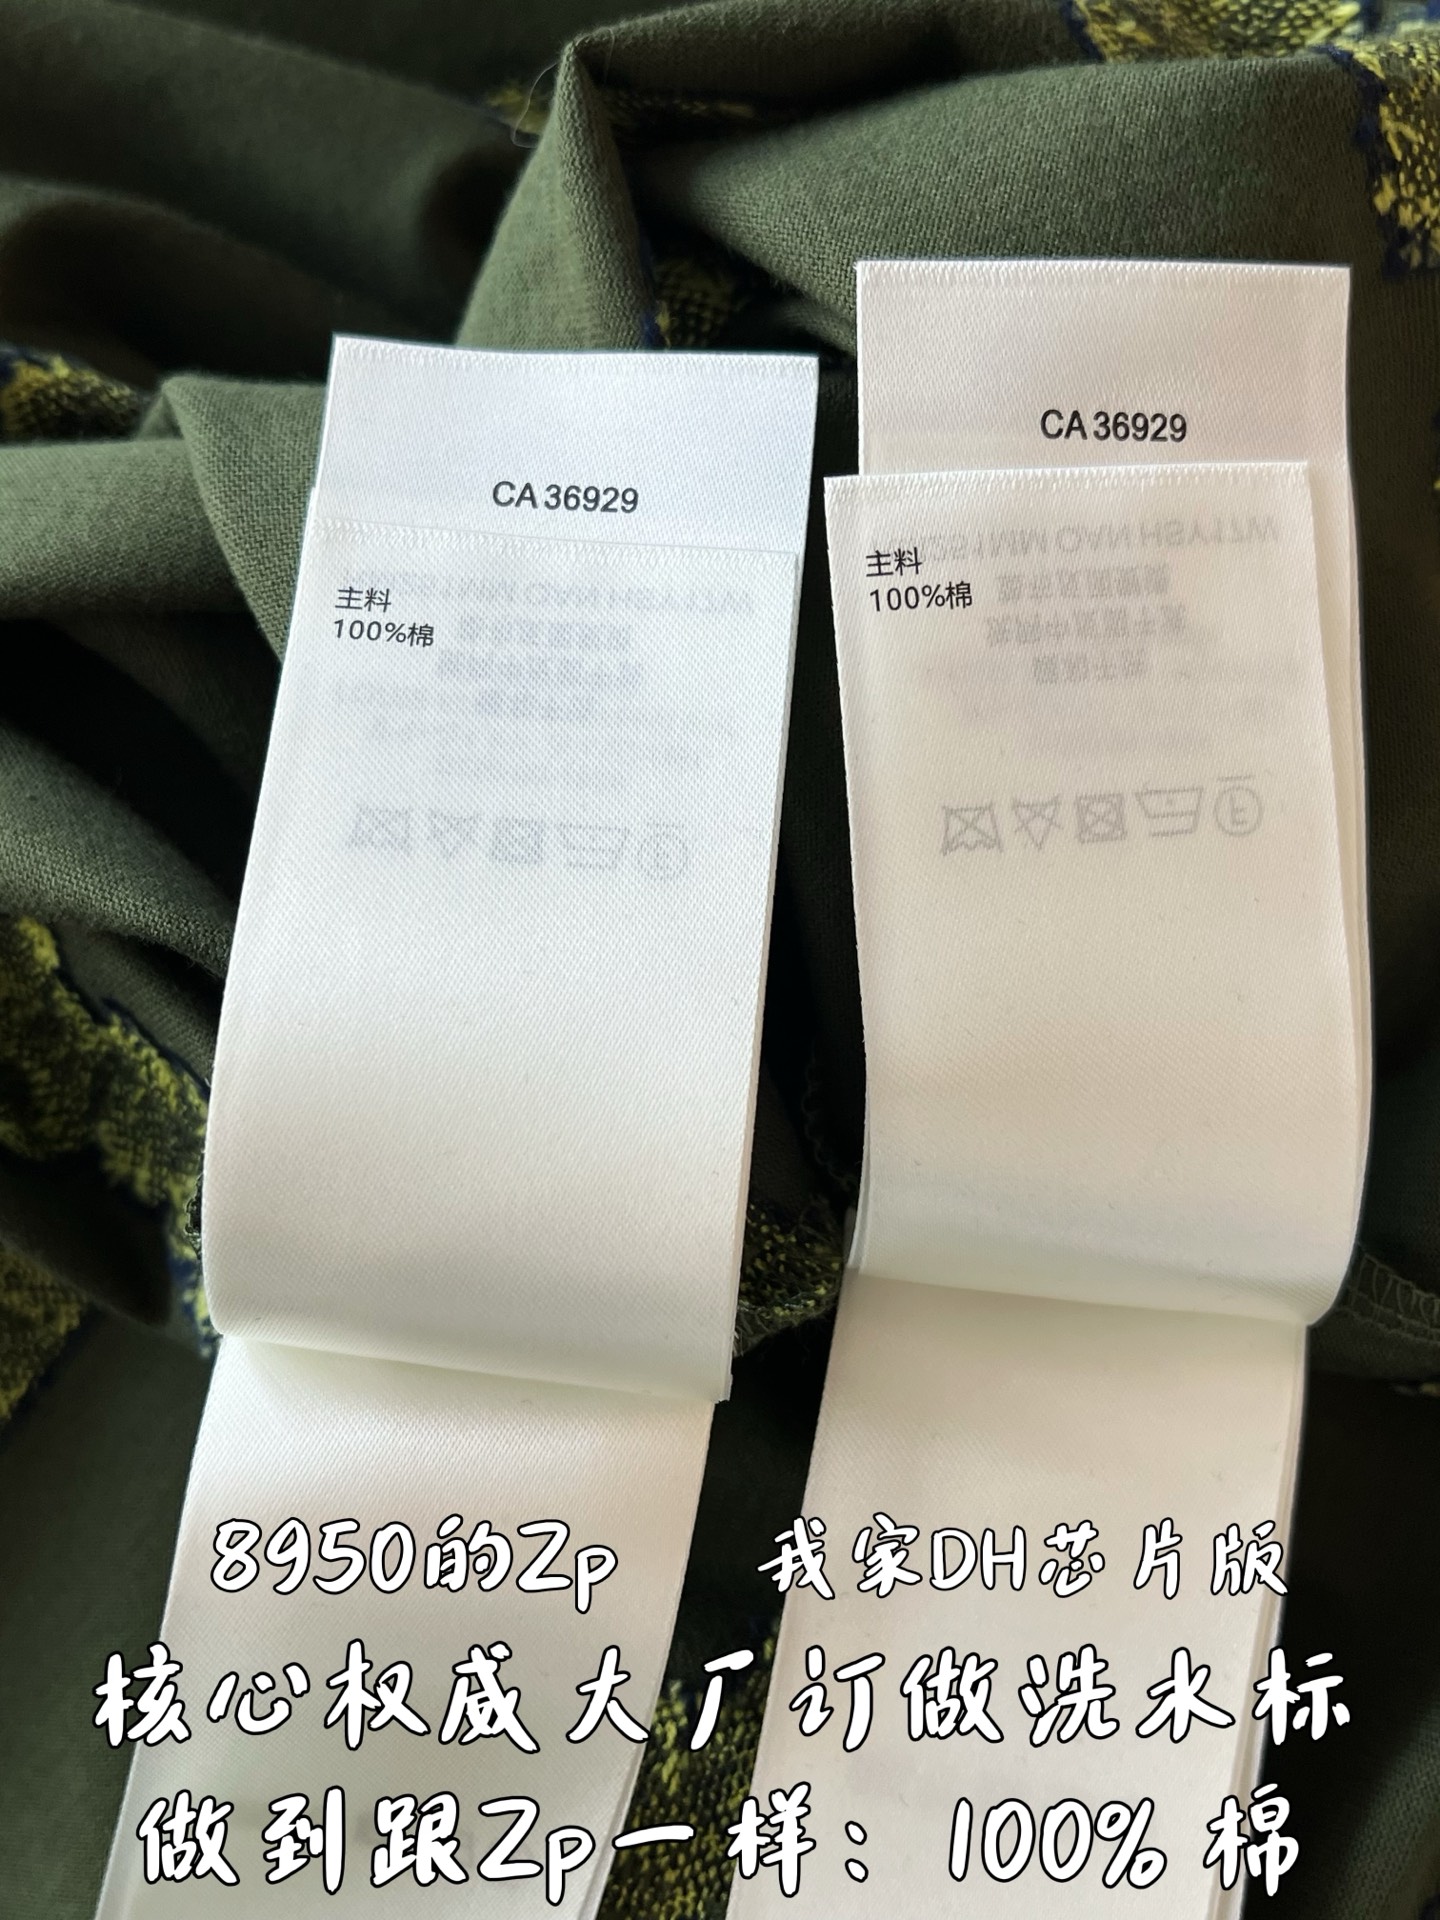 CA 36929
主料
100%棉
CA 36929
主料
100%棉
8950的Zp
我家DH芯片版
核心权威大厂订做洗水标
做到跟Zp一样：100%棉